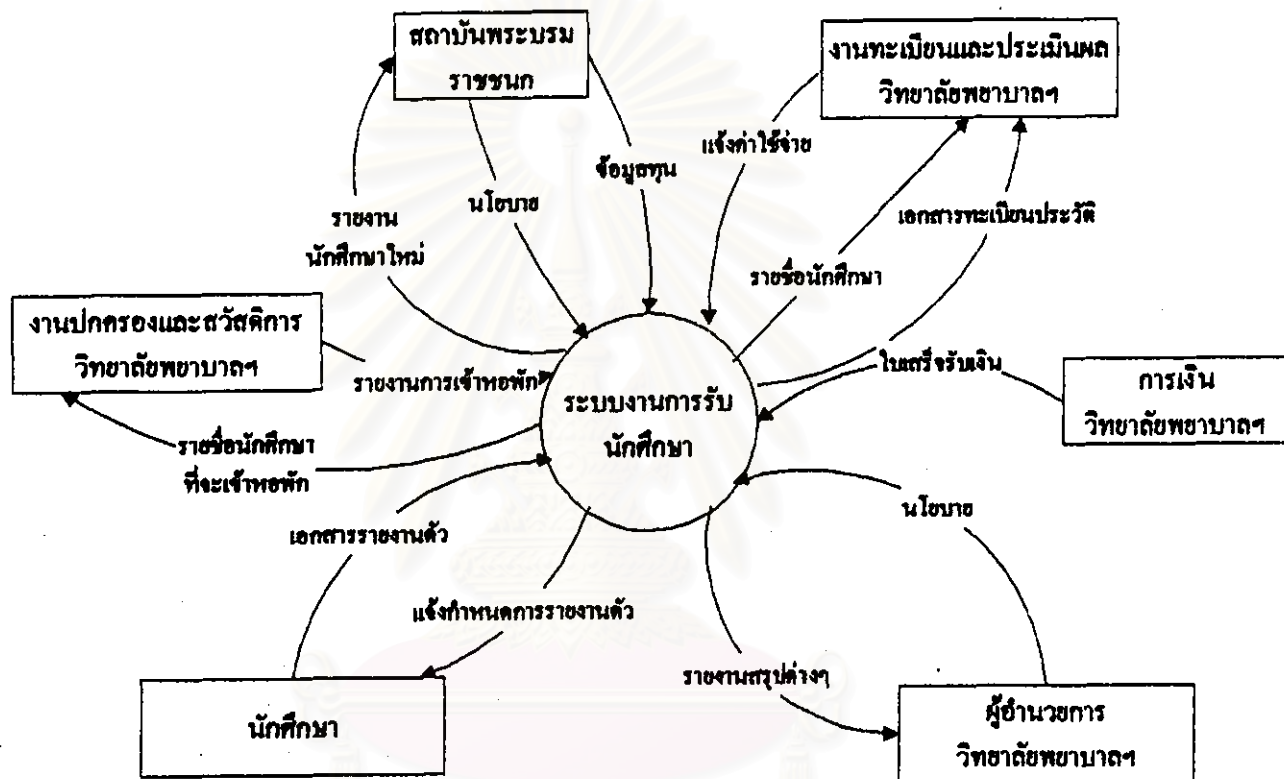 สถาบันพระบรม
ราชชนก
งานทะเบียนและประเมินผล
วิทยาลัยพยาบาลฯ
แจ้งค่าใช้จ่าย
ข้อมูลทุน
นโยบาย
รายงาน
นักศึกษาใหม่
เอกสารทะเบียนประวัติ
รายชื่อนักศึกษา
งานปกครองและสวัสดิการ
วิทยาลัยพยาบาลฯ
รายงานการเข้าหอพัก
ใบเสร็จรับเงิน
การเงิน
วิทยาลัยพยาบาลฯ
ระบบงานการรับ
นักศึกษา
รายชื่อนักศึกษา
ที่จะเข้าหอพัก
นโยบาย
เอกสารรายงานตัว
แจ้งกำหนดการรายงานตัว
รายงานสรุปต่างๆ
นักศึกษา
ผู้อำนวยการ
วิทยาลัยพยาบาลฯ